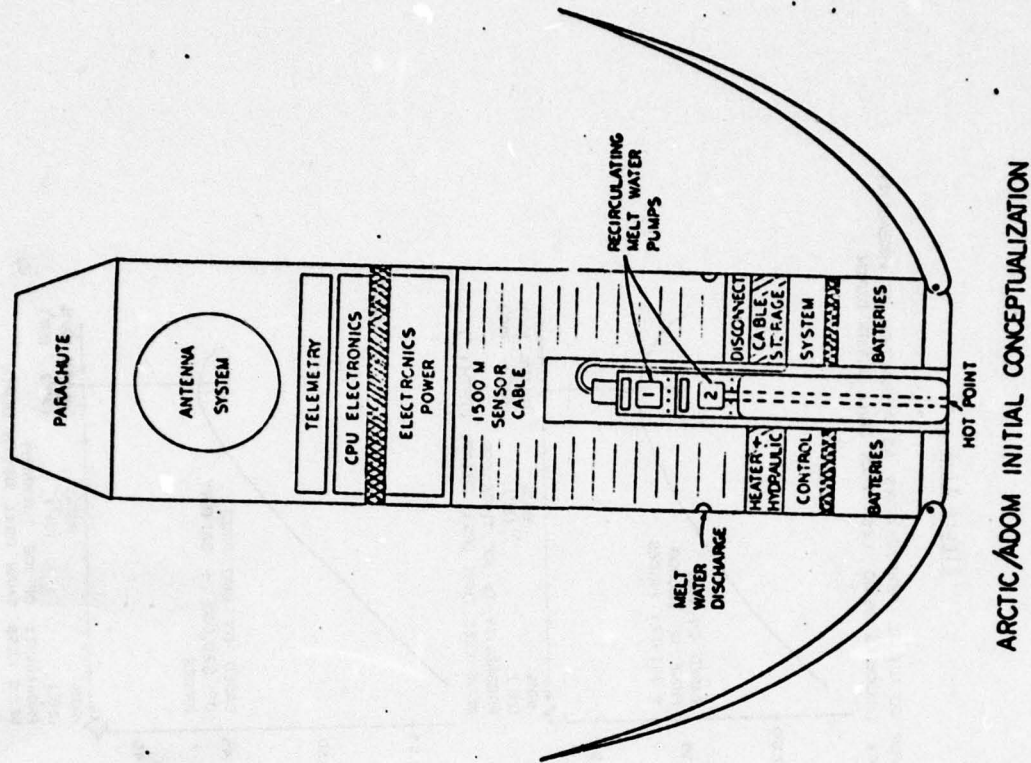 PARACHUTE
ANTENNA
SYSTEM
TELEMETRY
CPU ELECTRONICS
ELECTRONICS
POWER
1500 M
SENSOR
CABLE
RECIRCULATING
MELT WATER
PUMPS
1
2
MELT
WATER
DISCHARGE
DISCONNECT
CABLE
HEATER +
HYDRAULIC
CONTROL
SYSTEM
BATTERIES
BATTERIES
HOT POINT
ARCTIC/ADOM INITIAL CONCEPTUALIZATION